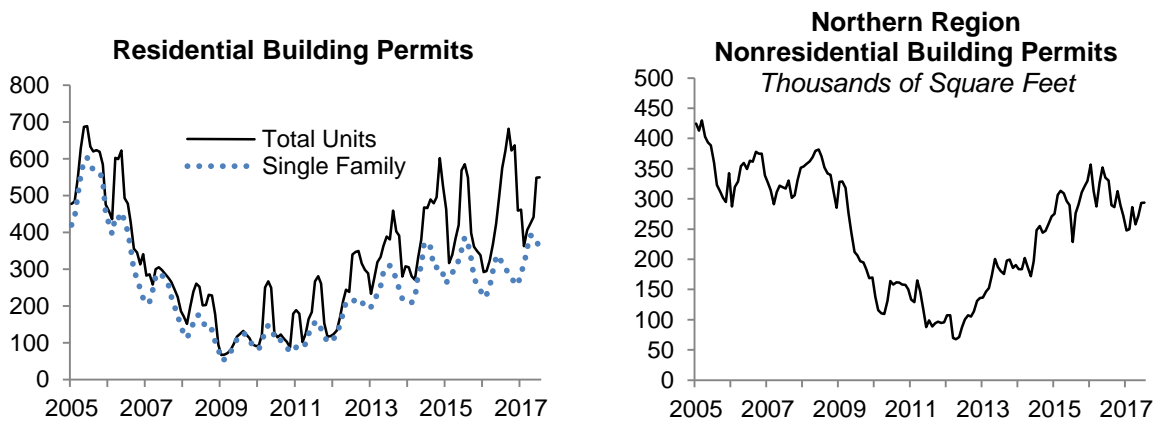 Residential Building Permits
800
700
600
500
400
300
200
100
0
Total Units
Single Family
2005 2007 2009 2011 2013 2015 2017
Northern Region
Nonresidential Building Permits
Thousands of Square Feet
500
450
400
350
300
250
200
150
100
50
0
2005 2007 2009 2011 2013 2015 2017